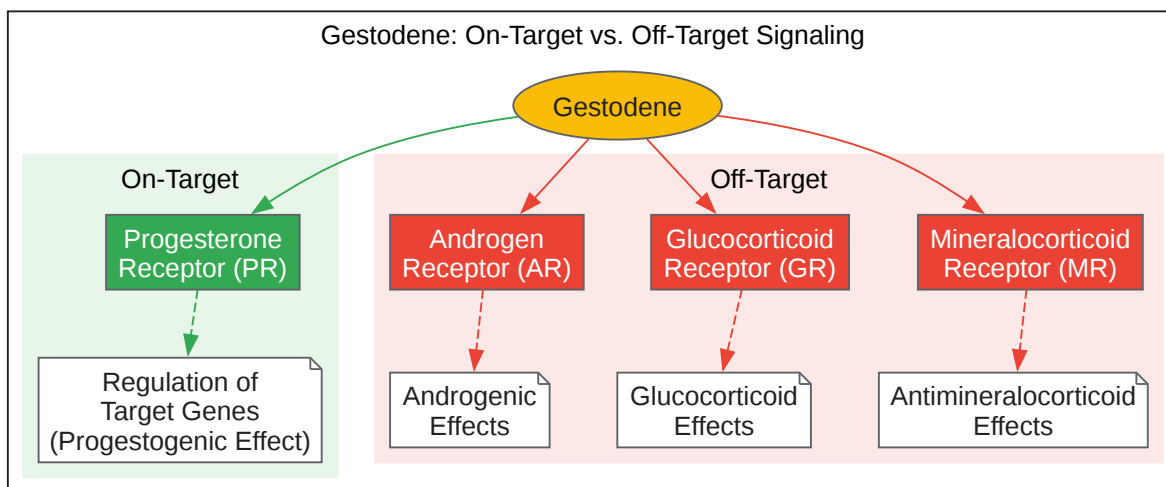 Gestodene: On-Target vs. Off-Target Signaling
Gestodene
On-Target
Off-Target
Progesterone
Receptor (PR)
Androgen
Receptor (AR)
Glucocorticoid
Receptor (GR)
Mineralocorticoid
Receptor (MR)
Regulation of
Target Genes
(Progestogenic Effect)
Androgenic
Effects
Glucocorticoid
Effects
Antimineralocorticoid
Effects